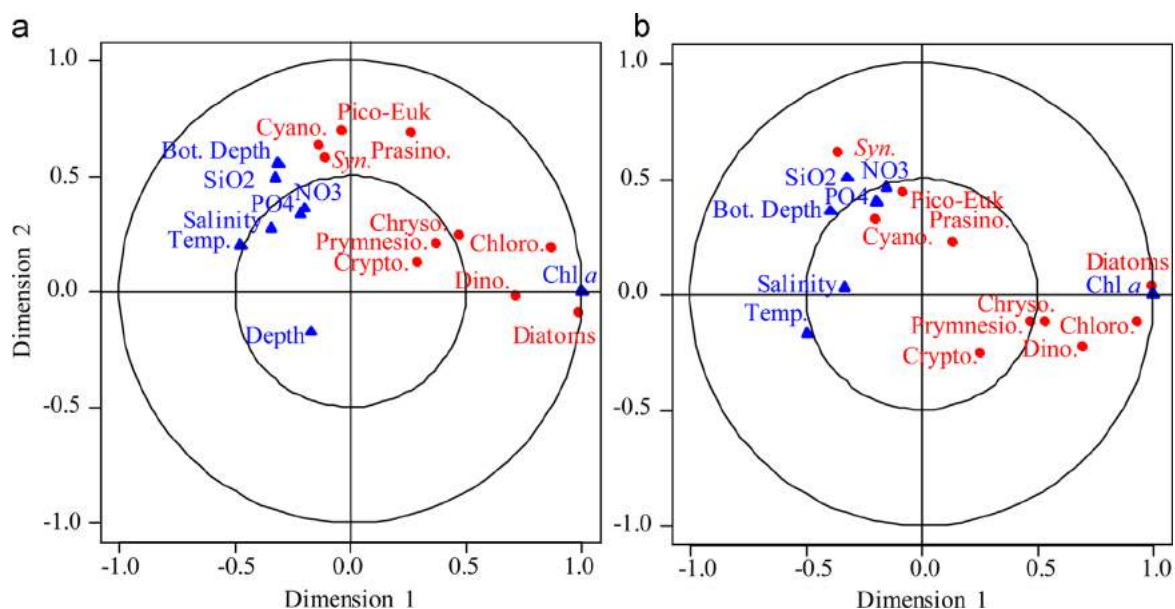 a
b
1.0
0.5
0.0
-0.5
-1.0
Dimension 2
-1.0
-0.5
0.0
0.5
1.0
Dimension 1
Pico-Euk
Cyano.
Prasino.
Syn.
Bot. Depth
SiO2
NO3
PO4
Salinity
Temp.
Chryso.
Prymnesio.
Chloro.
Crypto.
Dino.
Chl a
Diatoms
Depth
1.0
0.5
0.0
-0.5
-1.0
-1.0
-0.5
0.0
0.5
1.0
Dimension 1
Syn.
SiO2
NO3
PO4
Pico-Euk
Bot. Depth
Prasino.
Cyano.
Diatoms
Salinity
Chl a
Temp.
Chryso.
Prymnesio.
Chloro.
Crypto.
Dino.